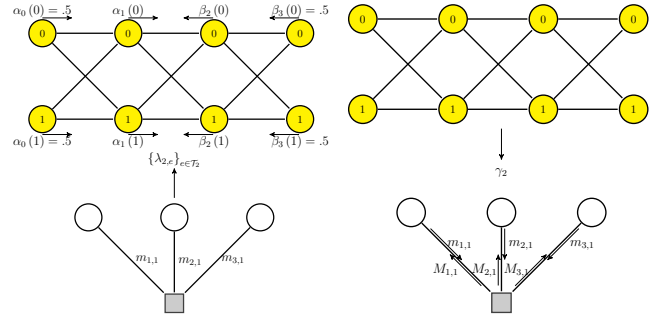 α₀(0) = .5 α₁(0) β₂(0) β₃(0) = .5
0 0 0 0
1 1 1 1
α₀(1) = .5 α₁(1) β₂(1) β₃(1) = .5
{λ₂,ₑ}ₑ∈𝒯₂
m₁,₁ m₂,₁ m₃,₁
0 0 0 0
1 1 1 1
γ₂
m₁,₁ m₂,₁ m₃,₁
M₁,₁ M₂,₁ M₃,₁